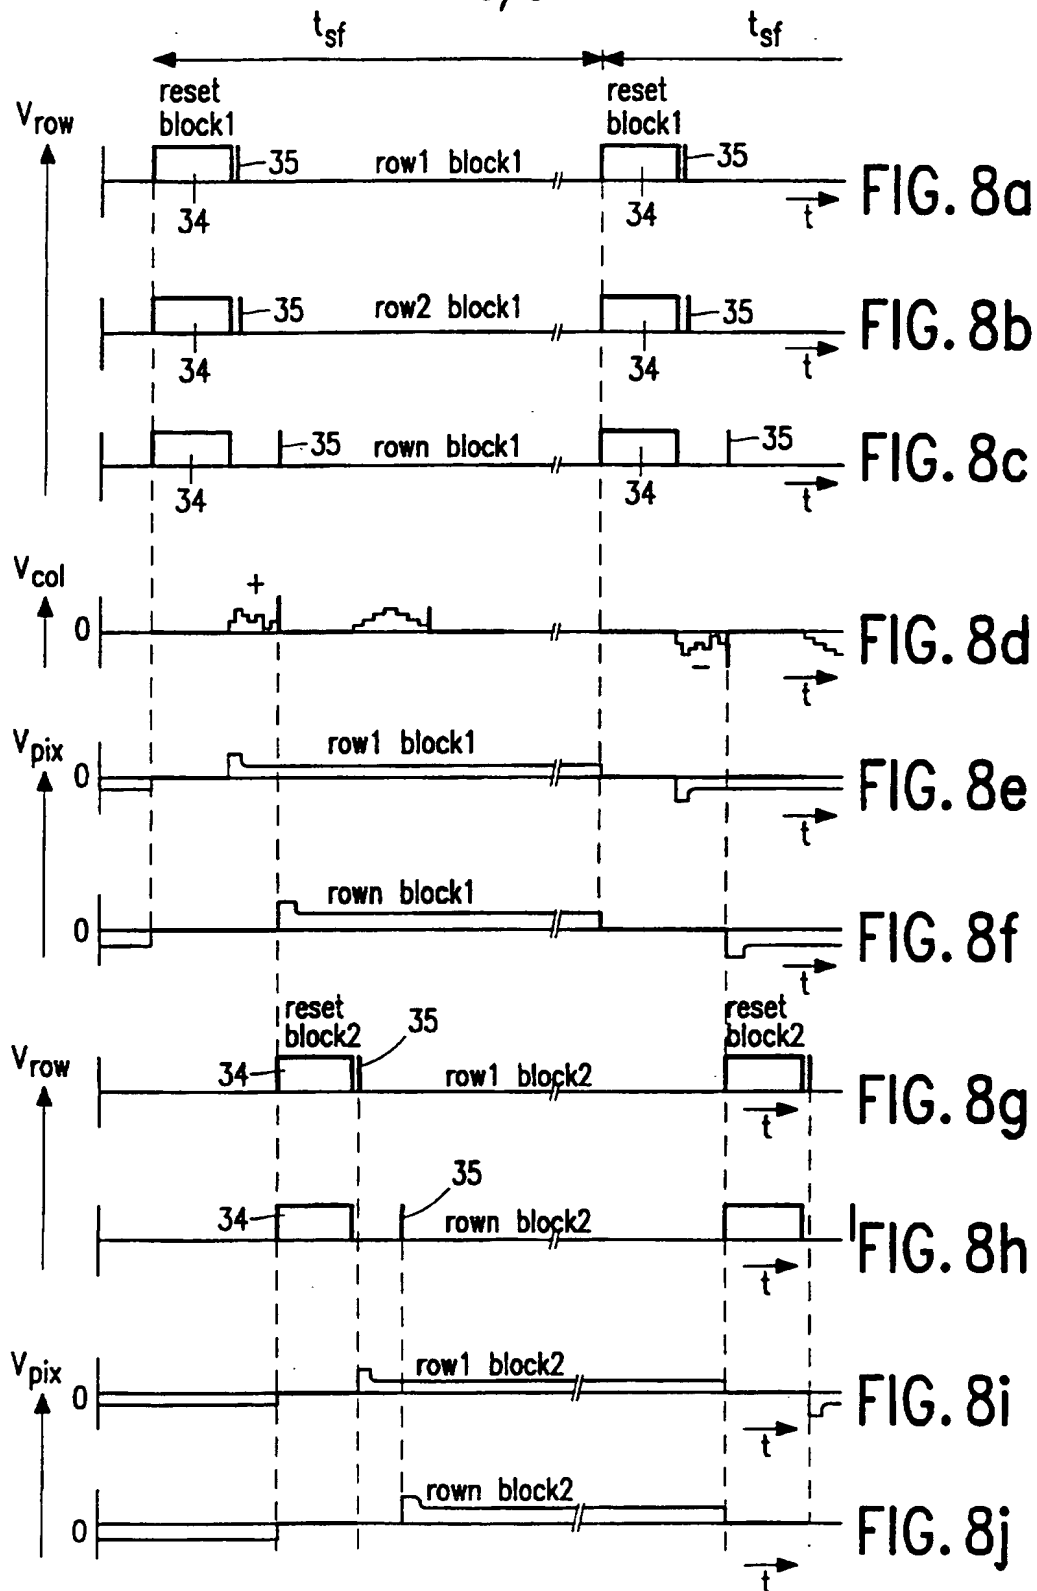 t_sf t_sf
reset block1 reset block1
V_row
35 row1 block1 35
34 34 t
FIG. 8a
35 row2 block1 35
34 34 t
FIG. 8b
35 rown block1 35
34 34 t
FIG. 8c
V_col
+
0
−
t
FIG. 8d
V_pix
row1 block1
0
t
FIG. 8e
rown block1
0
t
FIG. 8f
reset block2 35 reset block2
V_row
34 row1 block2
t
FIG. 8g
35
34 rown block2
t
FIG. 8h
V_pix
row1 block2
0
t
FIG. 8i
rown block2
0
t
FIG. 8j